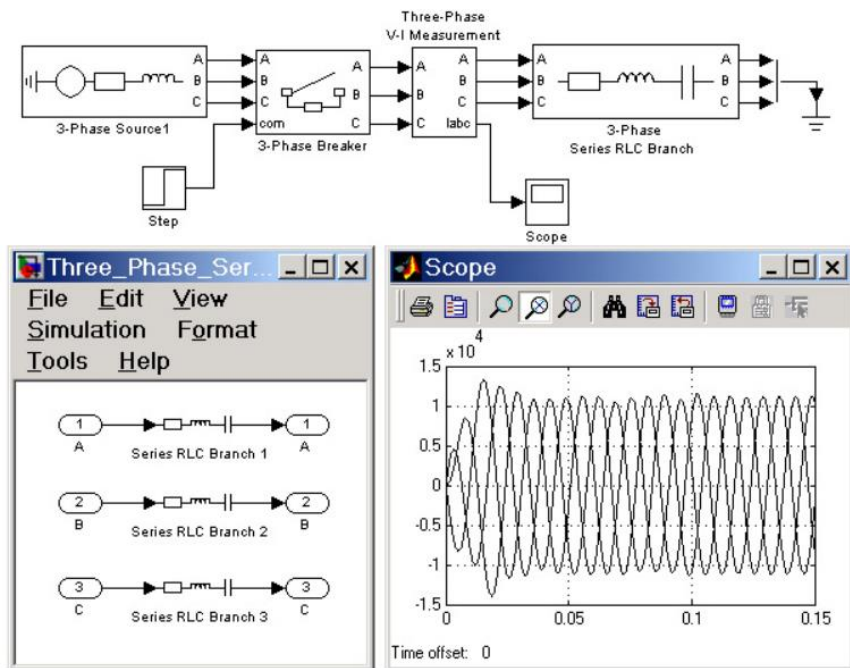 Three-Phase
V-I Measurement
A A A A A A
B B B B B B
C C C C C C
com Iabc
3-Phase Source1
3-Phase Breaker
3-Phase
Series RLC Branch
Step
Scope
Three_Phase_Ser...
File Edit View
Simulation Format
Tools Help
1 1
A A
Series RLC Branch 1
2 2
B B
Series RLC Branch 2
3 3
C C
Series RLC Branch 3
Scope
x 10^4
1.5
1
0.5
0
-0.5
-1
-1.5
0 0.05 0.1 0.15
Time offset: 0